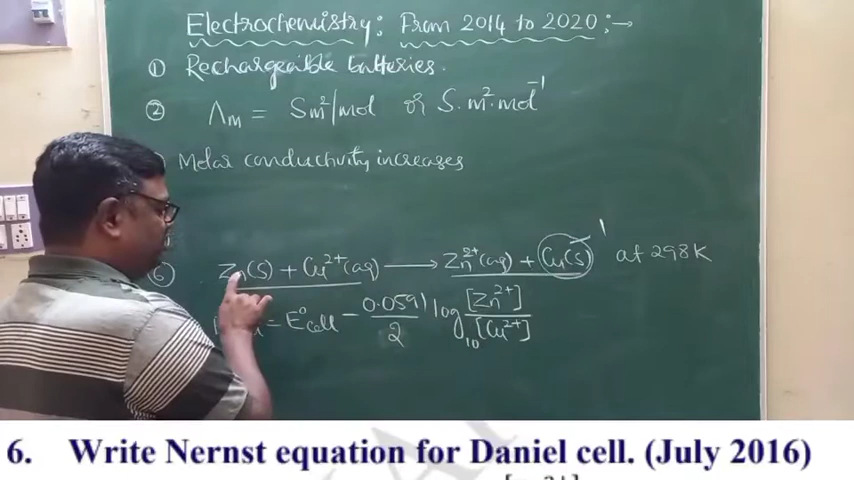 Electrochemistry: From 2014 to 2020 :→
① Rechargeable batteries.
② Λm = Sm²/mol or S·m²·mol⁻¹
Molar conductivity increases
⑥ Zn(s) + Cu²⁺(aq) → Zn²⁺(aq) + Cu(s) at 298K
= E°cell - 0.0591/2 log₁₀ [Zn²⁺]/[Cu²⁺]
6. Write Nernst equation for Daniel cell. (July 2016)